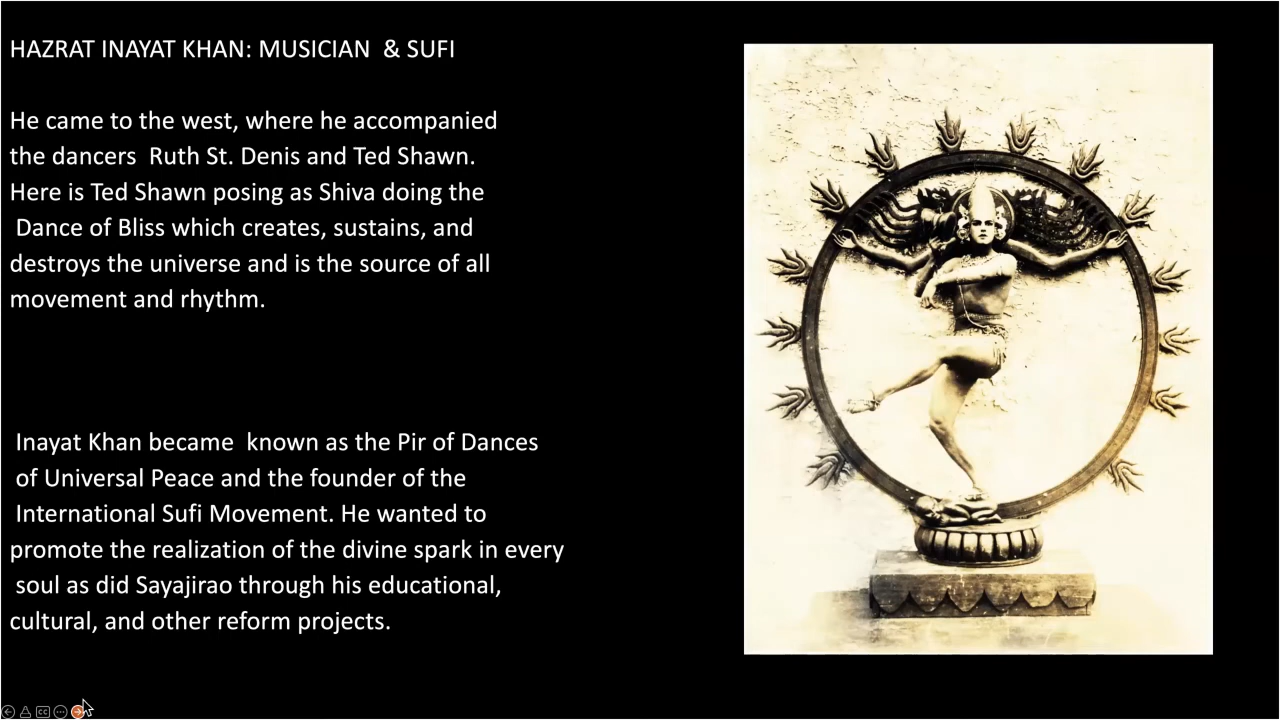 HAZRAT INAYAT KHAN: MUSICIAN  & SUFI
He came to the west, where he accompanied
the dancers  Ruth St. Denis and Ted Shawn.
Here is Ted Shawn posing as Shiva doing the
Dance of Bliss which creates, sustains, and
destroys the universe and is the source of all
movement and rhythm.
Inayat Khan became  known as the Pir of Dances
of Universal Peace and the founder of the
International Sufi Movement. He wanted to
promote the realization of the divine spark in every
soul as did Sayajirao through his educational,
cultural, and other reform projects.